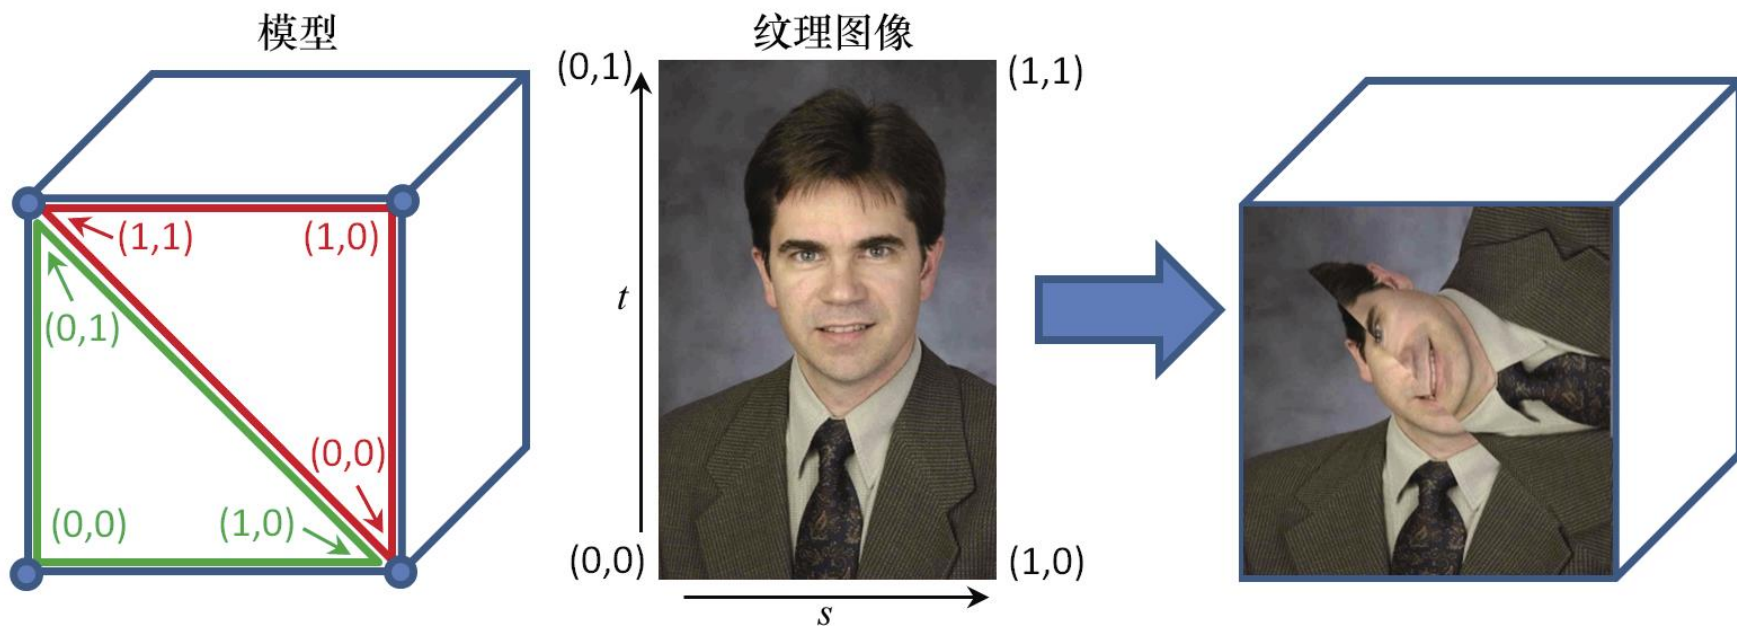 模型
(1,1)
(1,0)
(0,1)
(0,0)
(0,0)
(1,0)
纹理图像
(0,1)
(1,1)
t
(0,0)
(1,0)
s